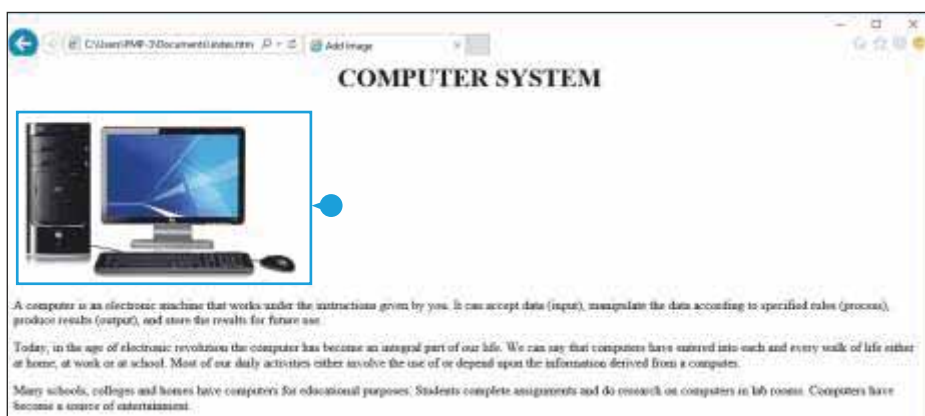 C:\Users\PMP-3\Documents\index.htm
Add Image
COMPUTER SYSTEM
A computer is an electronic machine that works under the instructions given by you. It can accept data (input), manipulate the data according to specified rules (process),
produce results (output), and store the results for future use.
Today, in the age of electronic revolution the computer has become an integral part of our life. We can say that computers have entered into each and every walk of life either
at home, at work or at school. Most of our daily activities either involve the use of or depend upon the information derived from a computer.
Many schools, colleges and homes have computers for educational purposes. Students complete assignments and do research on computers in lab rooms. Computers have
become a source of entertainment.